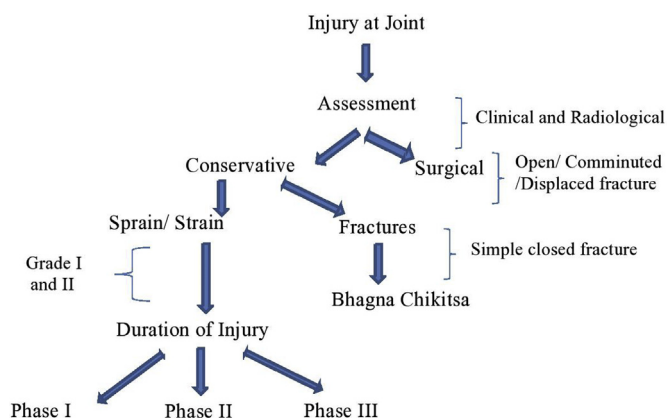 Injury at Joint
Assessment
Clinical and Radiological
Conservative
Surgical
Open/ Comminuted
/Displaced fracture
Sprain/ Strain
Fractures
Simple closed fracture
Grade I
and II
Bhagna Chikitsa
Duration of Injury
Phase I
Phase II
Phase III